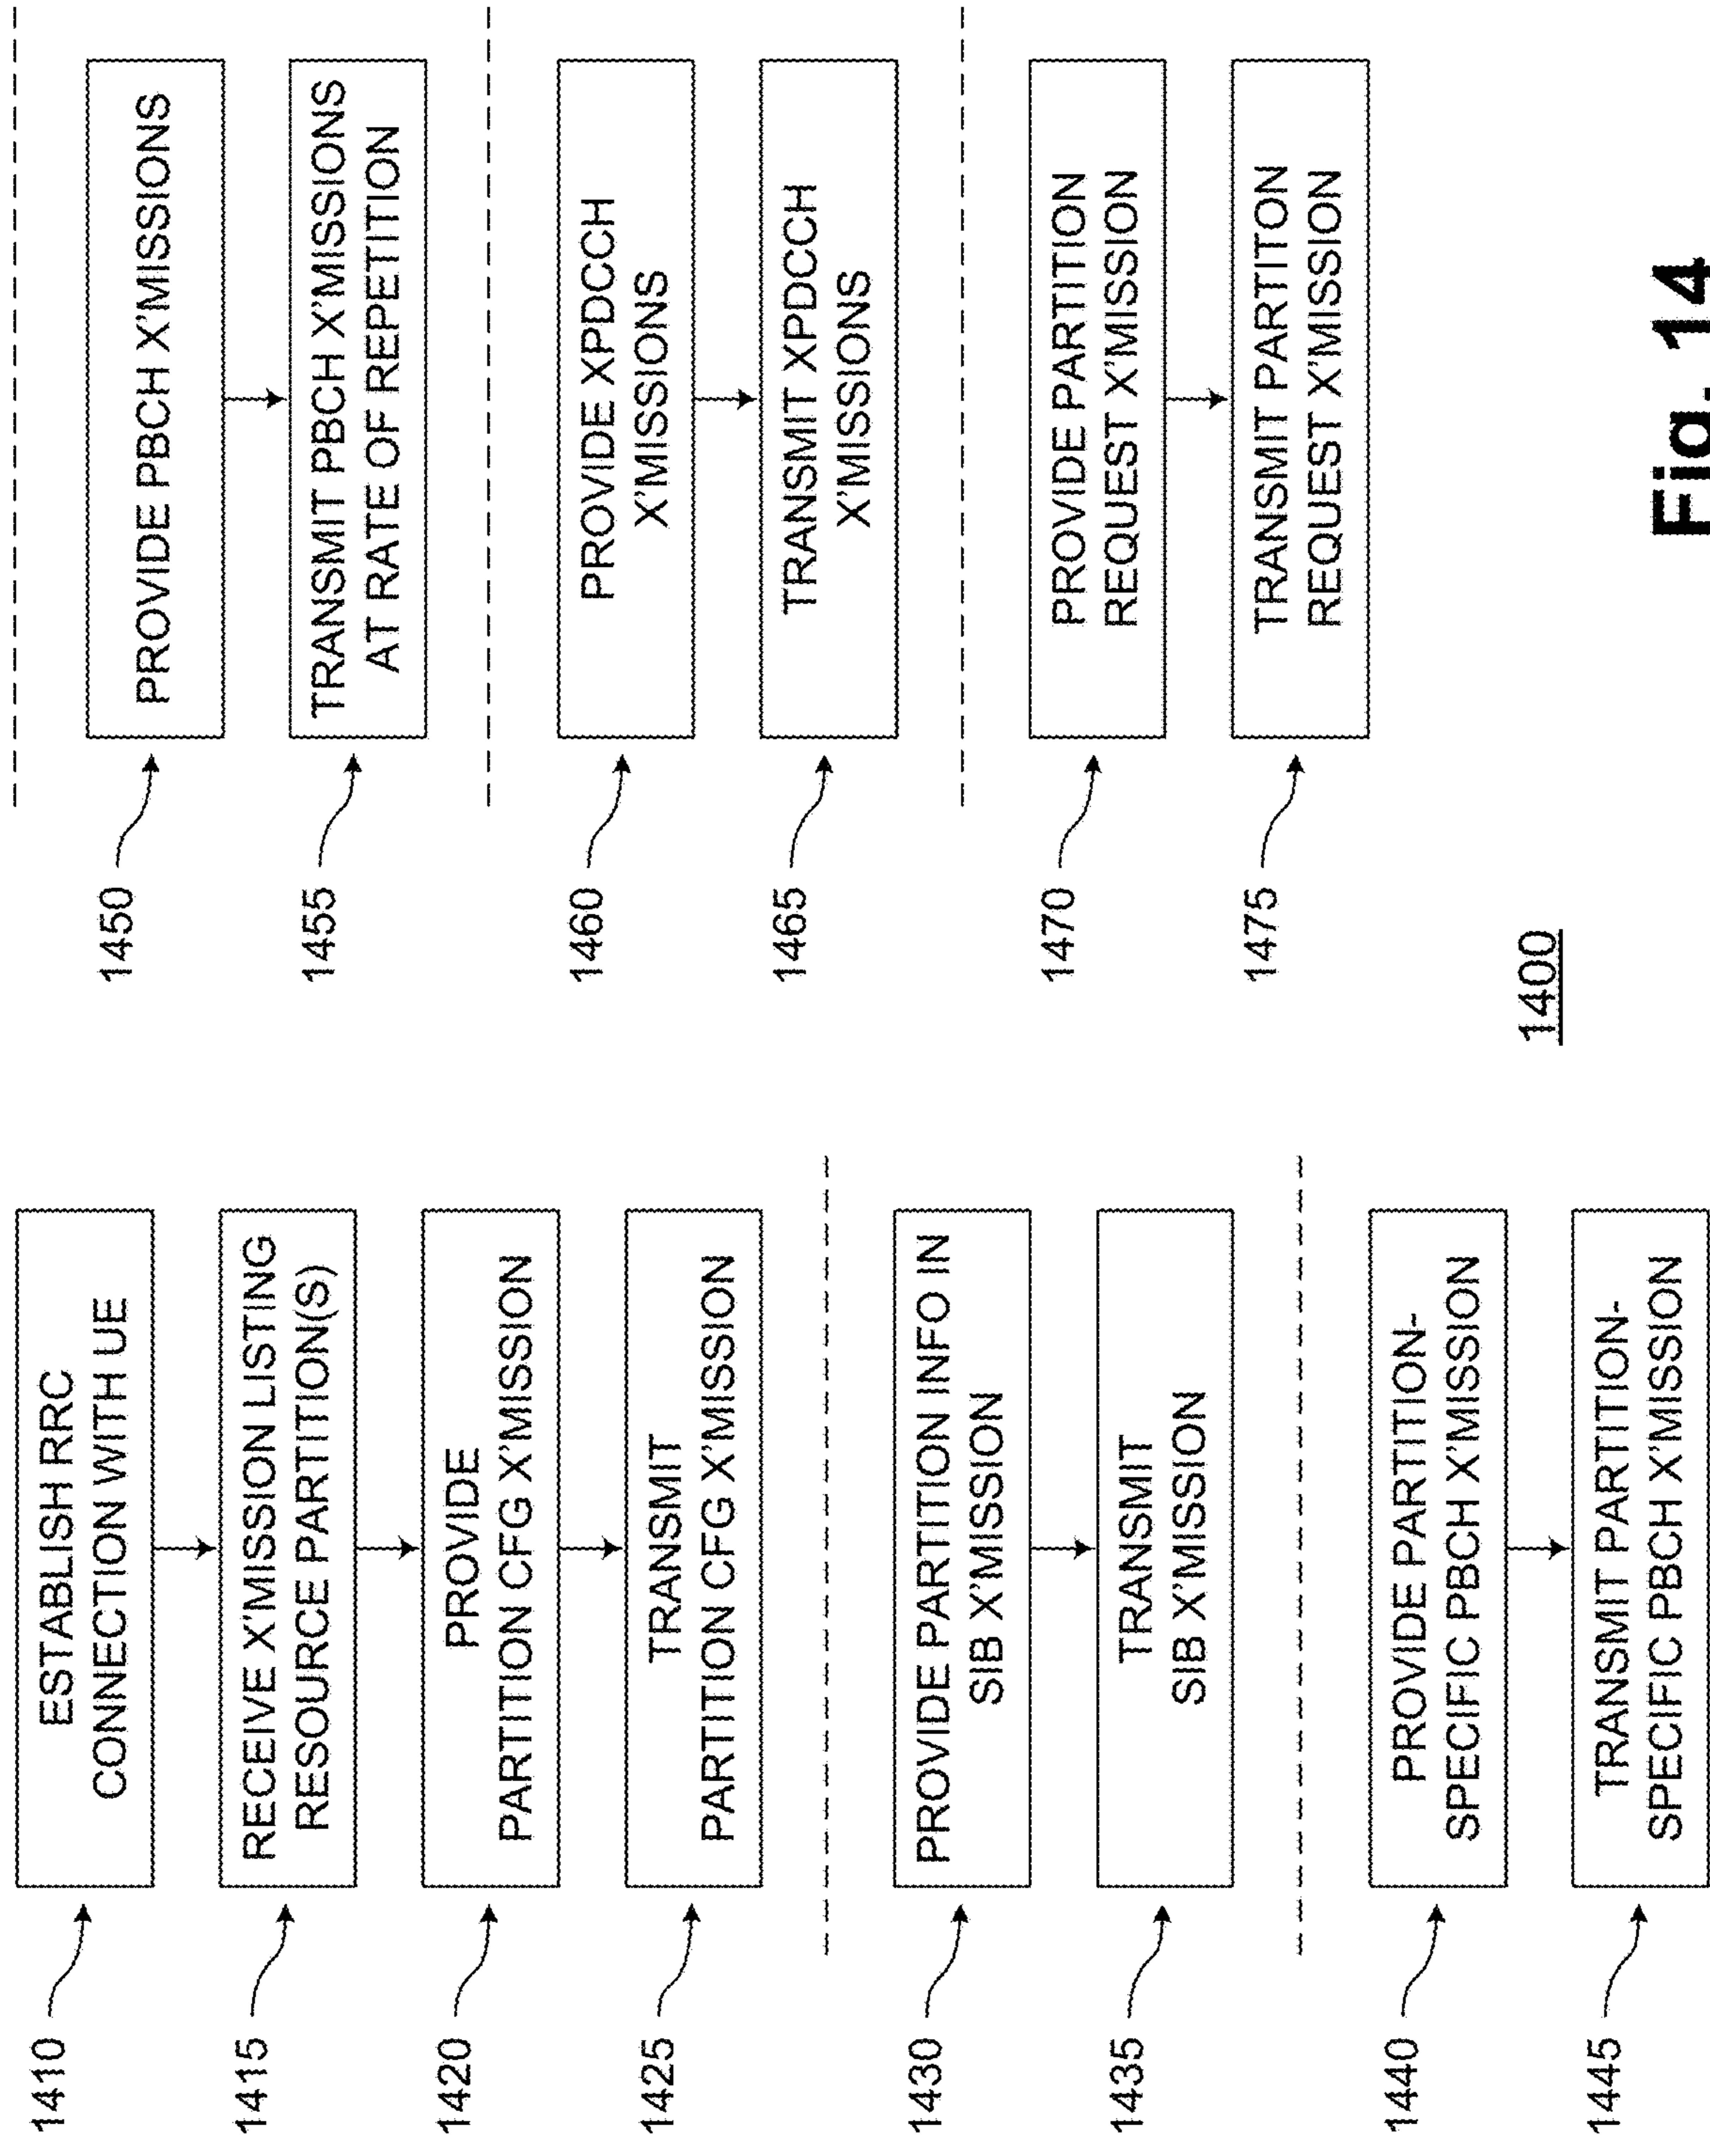 1410
ESTABLISH RRC
CONNECTION WITH UE
1415
RECEIVE X'MISSION LISTING
RESOURCE PARTITION(S)
1420
PROVIDE
PARTITION CFG X'MISSION
1425
TRANSMIT
PARTITION CFG X'MISSION
1430
PROVIDE PARTITION INFO IN
SIB X'MISSION
1435
TRANSMIT
SIB X'MISSION
1440
PROVIDE PARTITION-
SPECIFIC PBCH X'MISSION
1445
TRANSMIT PARTITION-
SPECIFIC PBCH X'MISSION
1450
PROVIDE PBCH X'MISSIONS
1455
TRANSMIT PBCH X'MISSIONS
AT RATE OF REPETITION
1460
PROVIDE XPDCCH
X'MISSIONS
1465
TRANSMIT XPDCCH
X'MISSIONS
1470
PROVIDE PARTITION
REQUEST X'MISSION
1475
TRANSMIT PARTITON
REQUEST X'MISSION
1400
Fig. 14